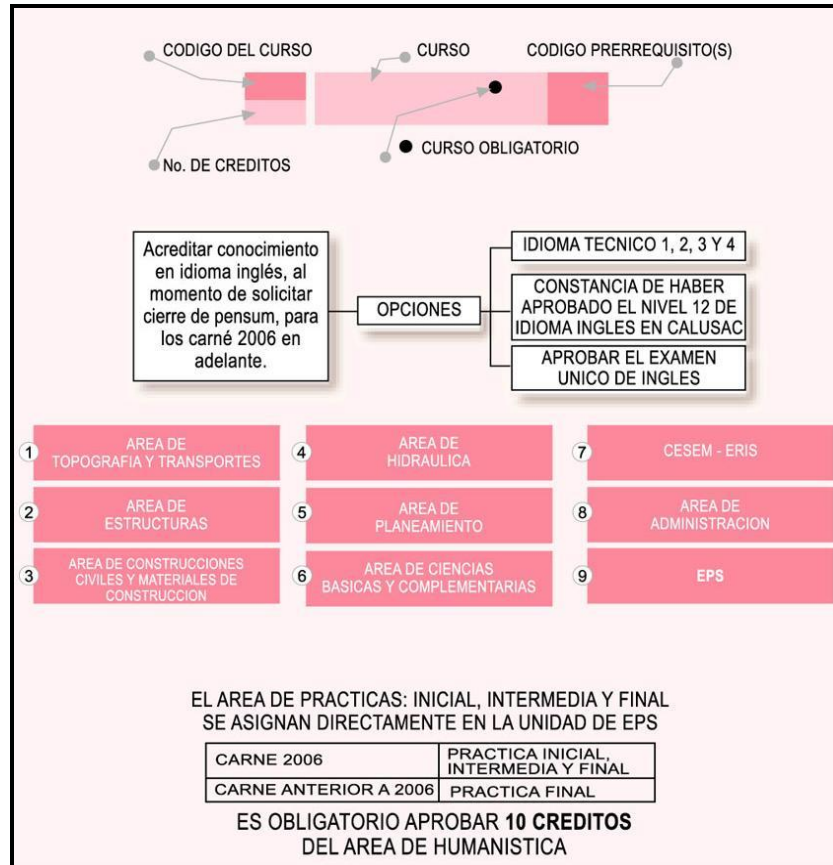 CODIGO DEL CURSO
CURSO
CODIGO PRERREQUISITO(S)
No. DE CREDITOS
CURSO OBLIGATORIO
Acreditar conocimiento
en idioma inglés, al
momento de solicitar
cierre de pensum, para
los carné 2006 en
adelante.
OPCIONES
IDIOMA TECNICO 1, 2, 3 Y 4
CONSTANCIA DE HABER
APROBADO EL NIVEL 12 DE
IDIOMA INGLES EN CALUSAC
APROBAR EL EXAMEN
UNICO DE INGLES
1
AREA DE
TOPOGRAFIA Y TRANSPORTES
2
AREA DE
ESTRUCTURAS
3
AREA DE CONSTRUCCIONES
CIVILES Y MATERIALES DE
CONSTRUCCION
4
AREA DE
HIDRAULICA
5
AREA DE
PLANEAMIENTO
6
AREA DE CIENCIAS
BASICAS Y COMPLEMENTARIAS
7
CESEM - ERIS
8
AREA DE
ADMINISTRACION
9
EPS
EL AREA DE PRACTICAS: INICIAL, INTERMEDIA Y FINAL
SE ASIGNAN DIRECTAMENTE EN LA UNIDAD DE EPS
CARNE 2006
PRACTICA INICIAL,
INTERMEDIA Y FINAL
CARNE ANTERIOR A 2006
PRACTICA FINAL
ES OBLIGATORIO APROBAR 10 CREDITOS
DEL AREA DE HUMANISTICA